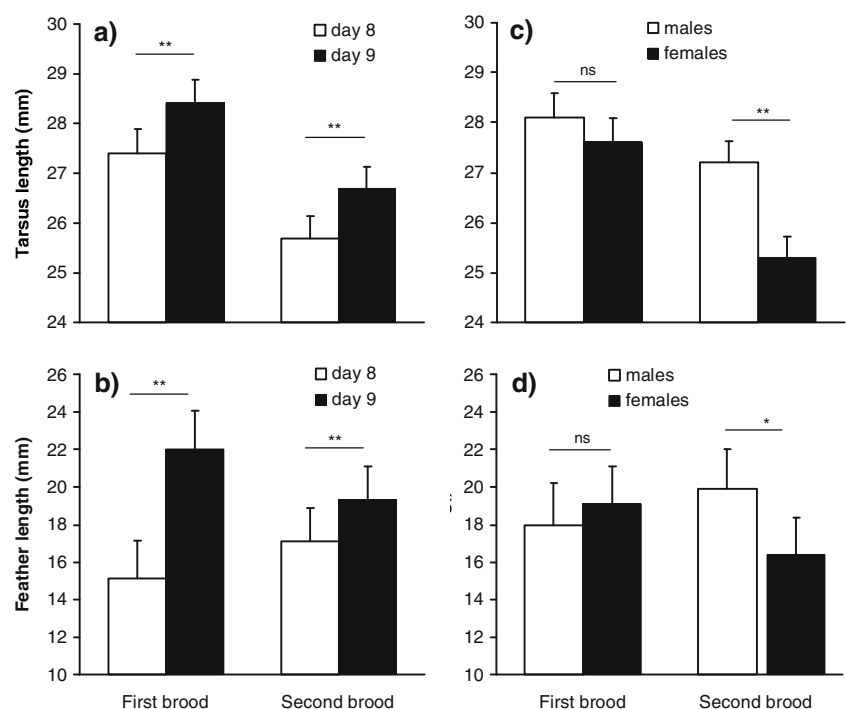 a)
day 8
day 9
**
**
30
29
28
27
26
25
24
Tarsus length (mm)
c)
males
females
ns
**
30
29
28
27
26
25
24
b)
day 8
day 9
**
**
26
24
22
20
18
16
14
12
10
Feather length (mm)
First brood Second brood
d)
males
females
ns
*
26
24
22
20
18
16
14
12
10
First brood Second brood